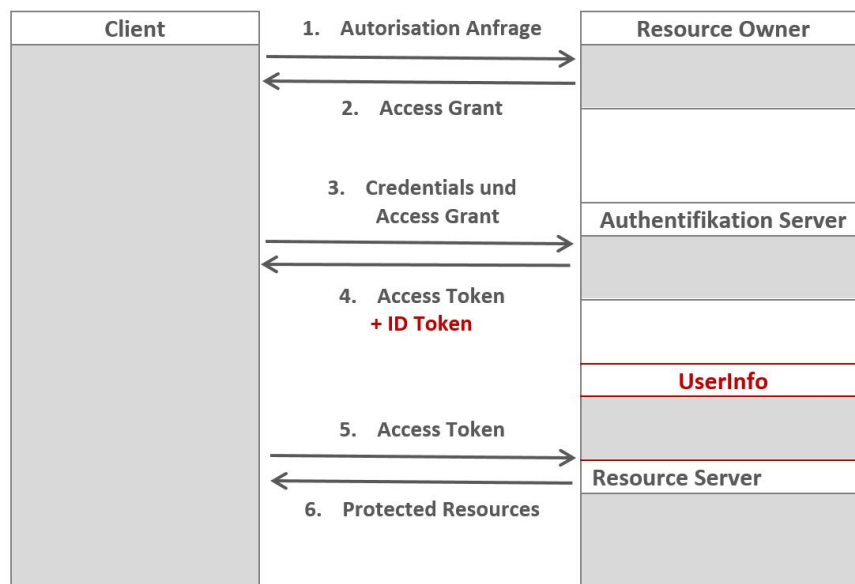 Client
1. Autorisation Anfrage
Resource Owner
2. Access Grant
3. Credentials und
Access Grant
Authentifikation Server
4. Access Token
+ ID Token
UserInfo
5. Access Token
Resource Server
6. Protected Resources